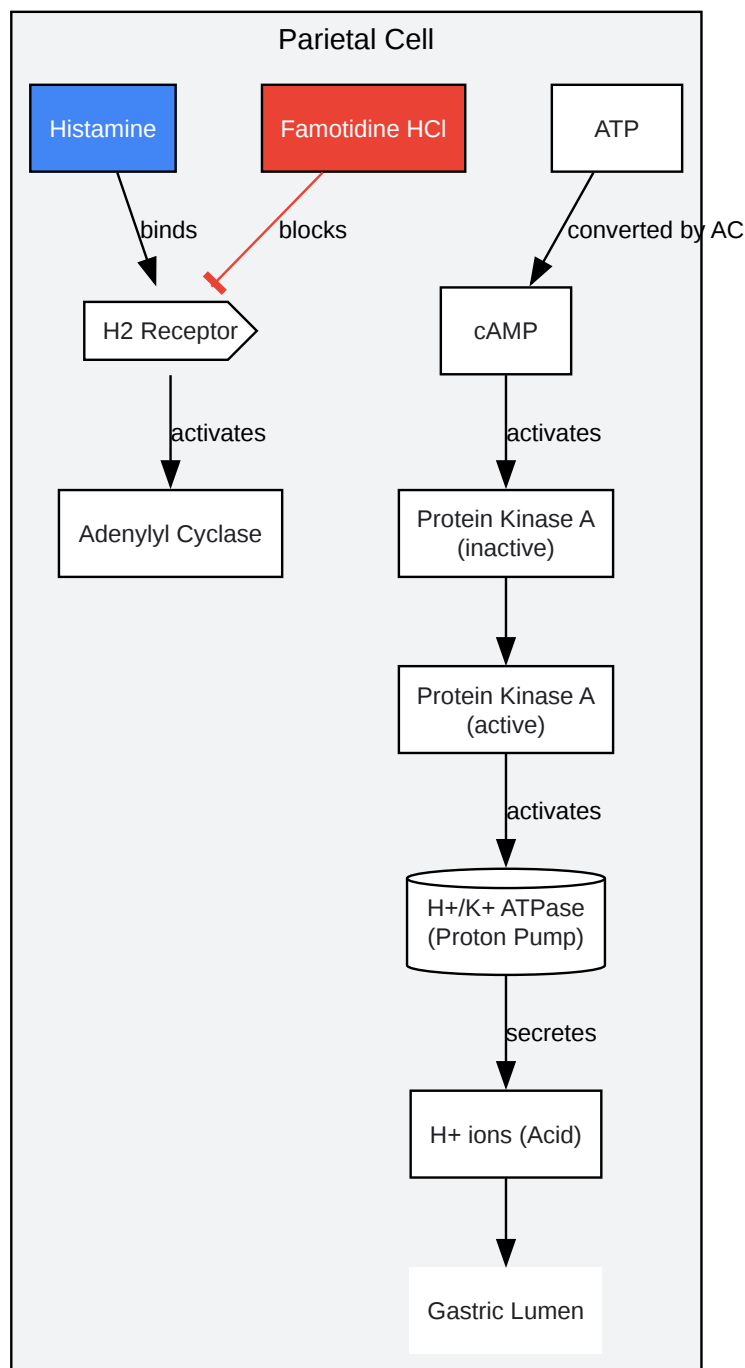 Parietal Cell
Histamine
Famotidine HCl
ATP
binds
blocks
converted by AC
H2 Receptor
cAMP
activates
activates
Adenylyl Cyclase
Protein Kinase A
(inactive)
Protein Kinase A
(active)
activates
H+/K+ ATPase
(Proton Pump)
secretes
H+ ions (Acid)
Gastric Lumen